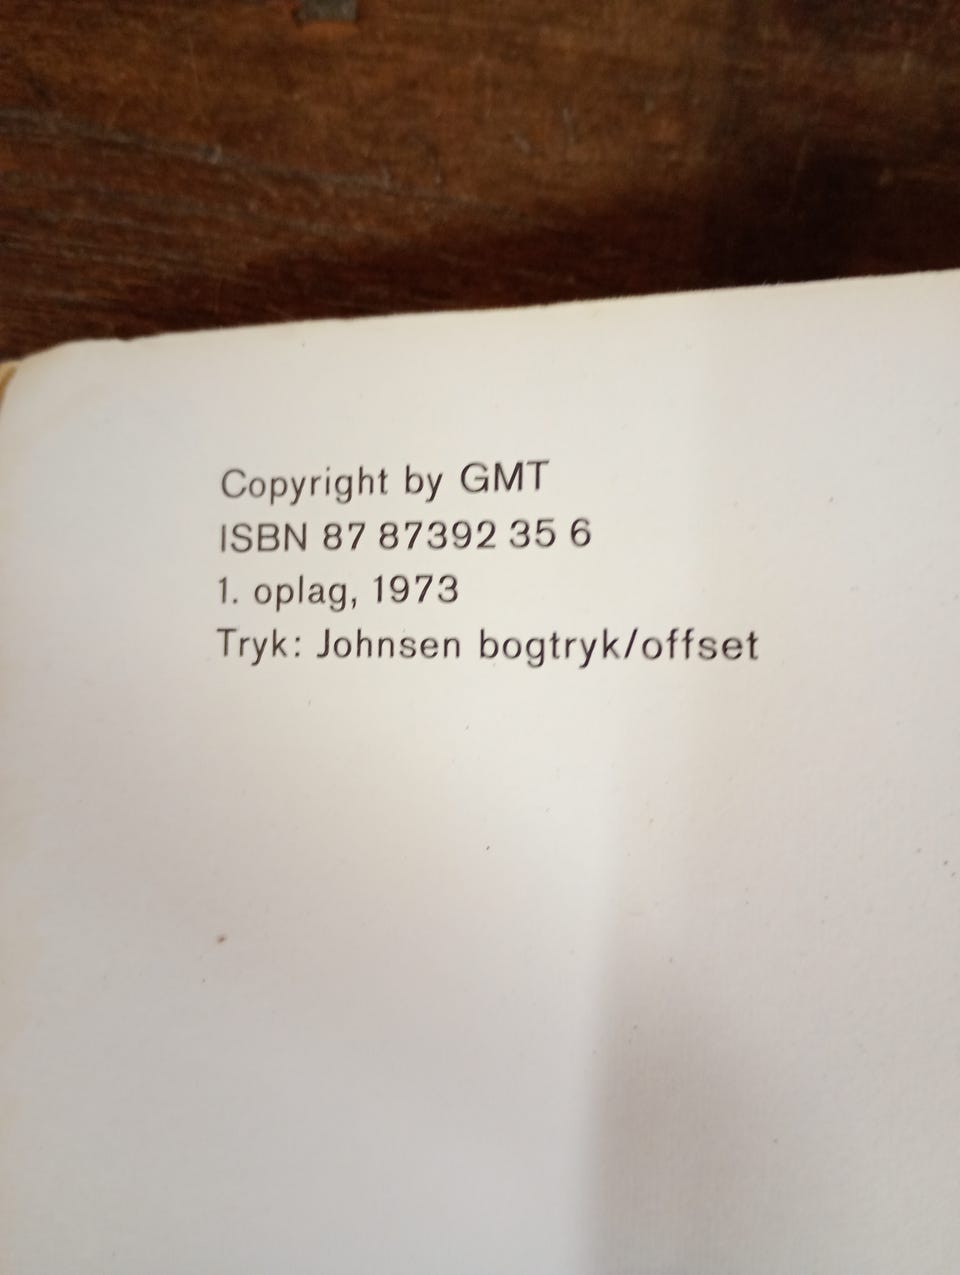 Copyright by GMT
ISBN 87 87392 35 6
1. oplag, 1973
Tryk: Johnsen bogtryk/offset